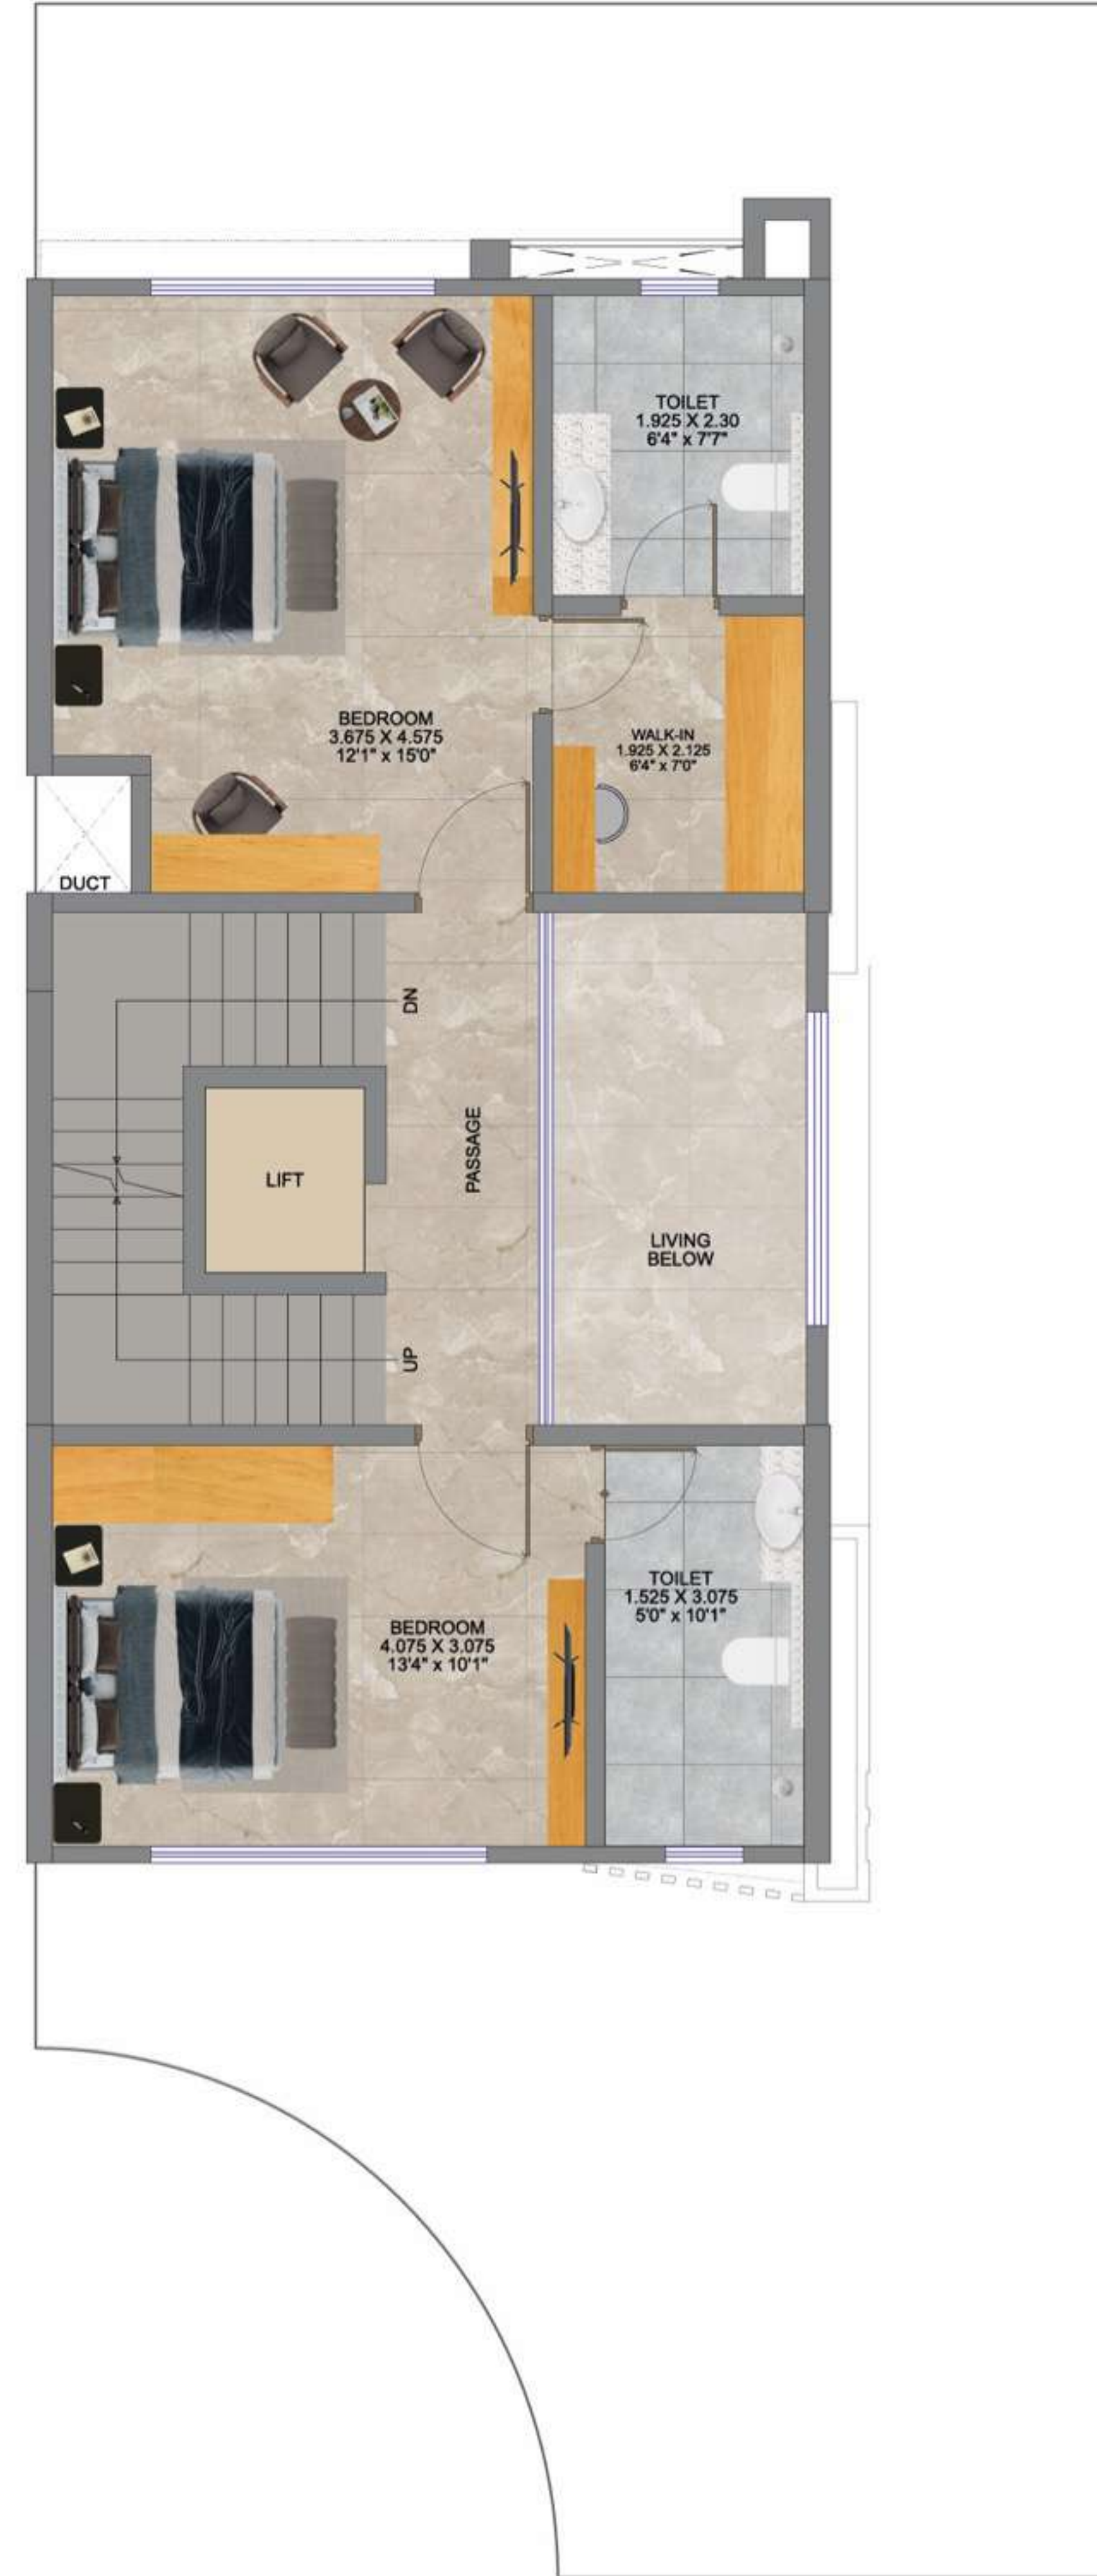 TOILET
1.925 X 2.30
6'4" x 7'7"
BEDROOM
3.675 X 4.575
12'1" x 15'0"
WALK-IN
1.925 X 2.125
6'4" x 7'0"
DUCT
DN
PASSAGE
LIFT
LIVING
BELOW
UP
TOILET
1.525 X 3.075
5'0" x 10'1"
BEDROOM
4.075 X 3.075
13'4" x 10'1"